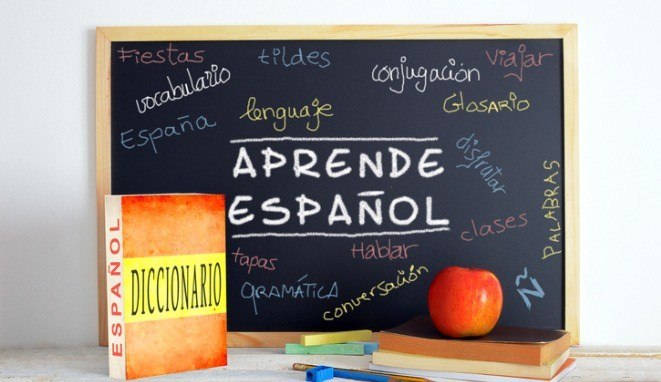 Fiestas
tildes
conjugación
Viajar
vocabulario
lenguaje
Glosario
España
APRENDE
ESPAÑOL
disfrutar
PALABRAS
clases
tapas
Hablar
GRAMÁTICA
conversación
Ñ
ESPAÑOL
DICCIONARIO